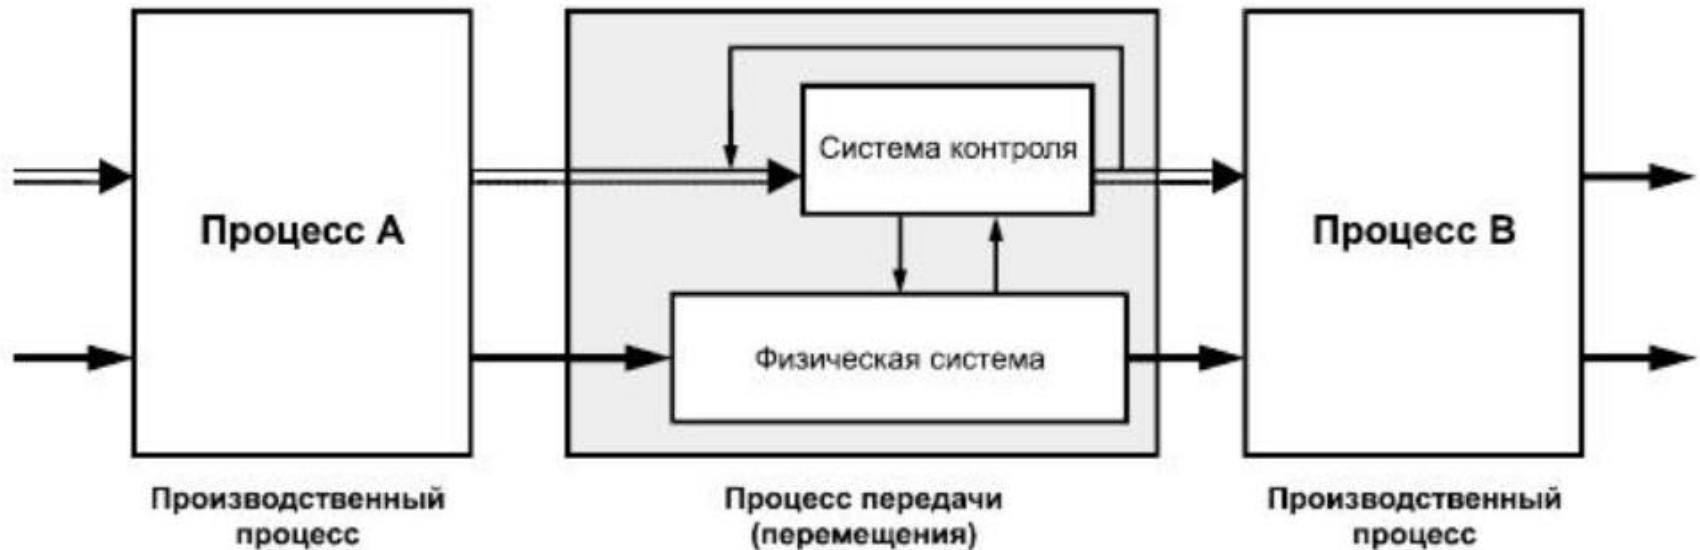 Процесс А
Система контроля
Физическая система
Процесс В
Производственный
процесс
Процесс передачи
(перемещения)
Производственный
процесс